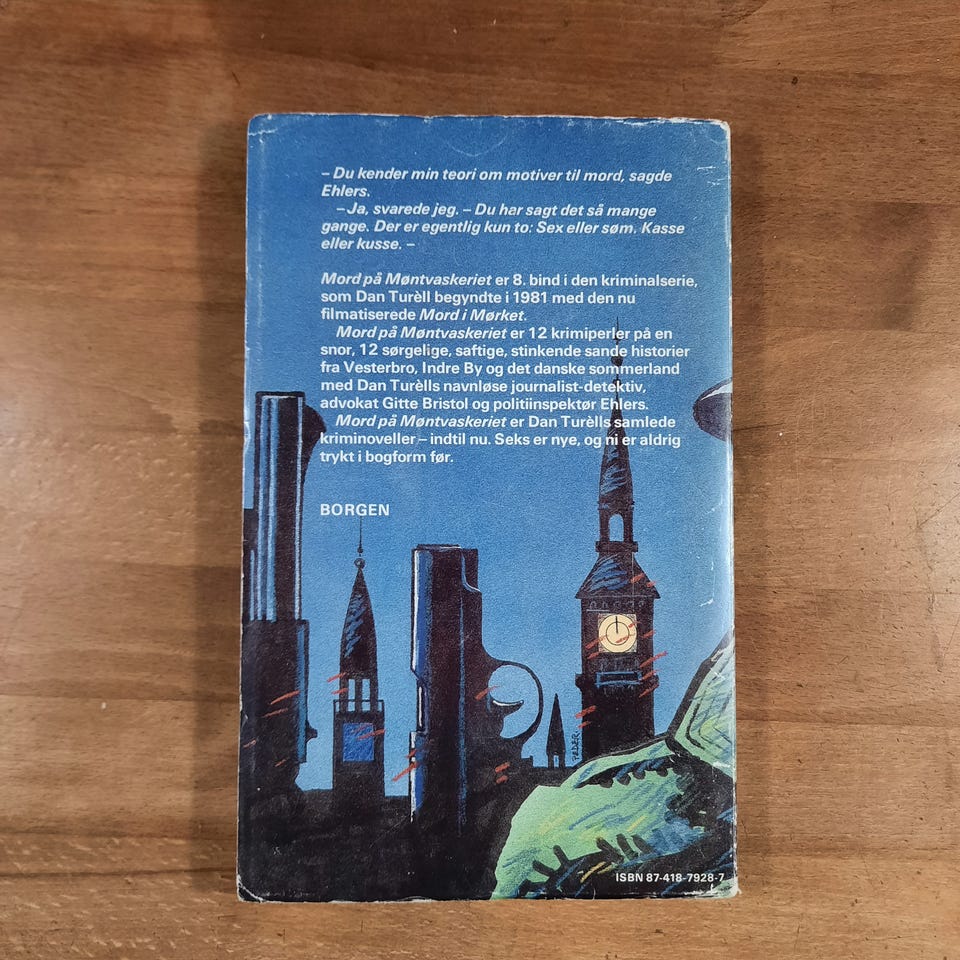 – Du kender min teori om motiver til mord, sagde
Ehlers.
– Ja, svarede jeg. – Du har sagt det så mange
gange. Der er egentlig kun to: Sex eller søm. Kasse
eller kusse. –
Mord på Møntvaskeriet er 8. bind i den kriminalserie,
som Dan Turèll begyndte i 1981 med den nu
filmatiserede Mord i Mørket.
Mord på Møntvaskeriet er 12 krimiperler på en
snor, 12 sørgelige, saftige, stinkende sande historier
fra Vesterbro, Indre By og det danske sommerland
med Dan Turèlls navnløse journalist-detektiv,
advokat Gitte Bristol og politiinspektør Ehlers.
Mord på Møntvaskeriet er Dan Turèlls samlede
kriminoveller – indtil nu. Seks er nye, og ni er aldrig
trykt i bogform før.
BORGEN
PEDER
ISBN 87-418-7928-7